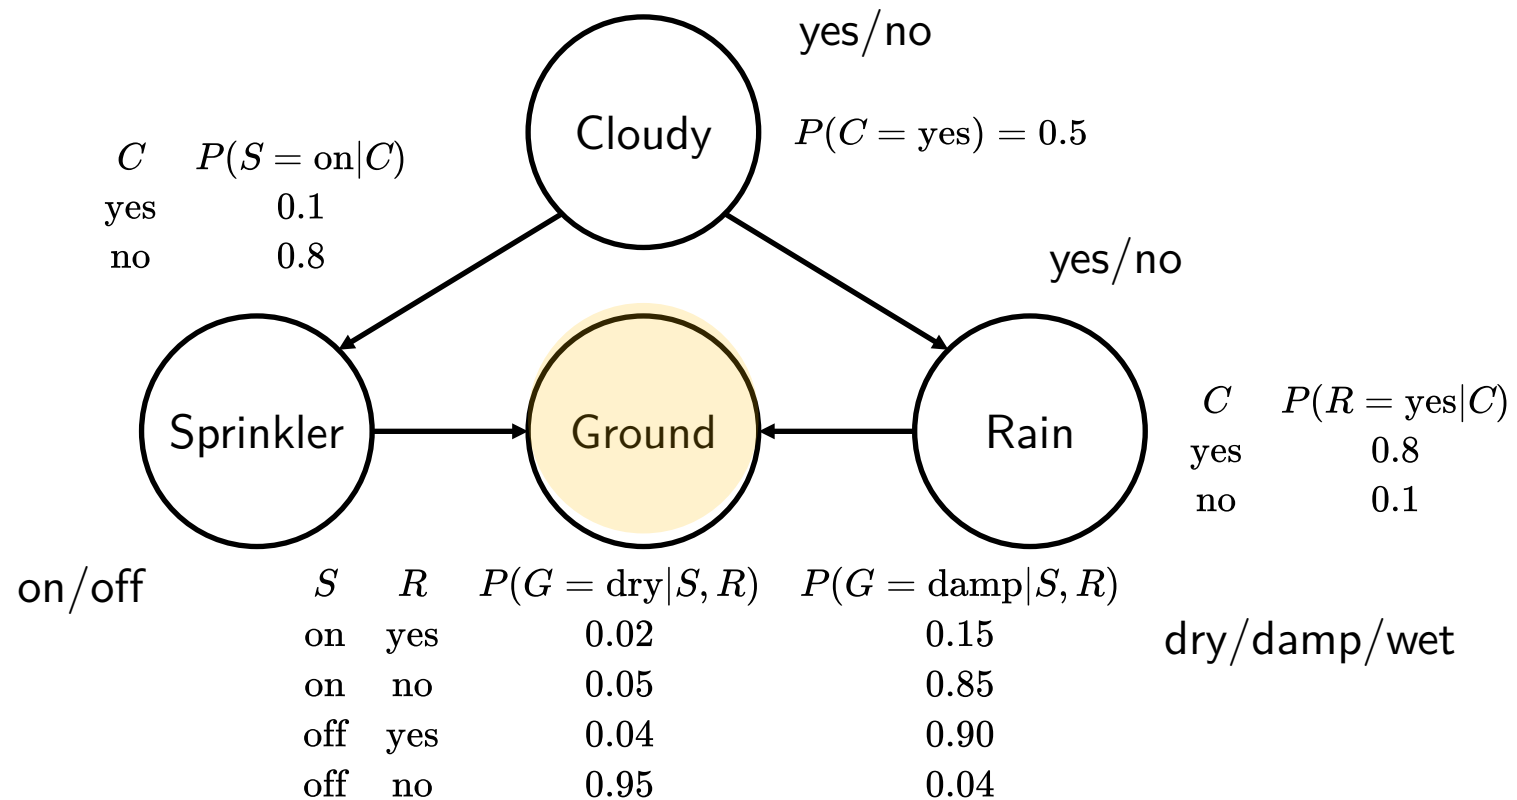 yes/no
Cloudy
P(C = yes) = 0.5
C P(S = on|C)
yes 0.1
no 0.8
yes/no
Sprinkler
Ground
Rain
C P(R = yes|C)
yes 0.8
no 0.1
on/off
S R P(G = dry|S, R) P(G = damp|S, R)
on yes 0.02 0.15
on no 0.05 0.85
off yes 0.04 0.90
off no 0.95 0.04
dry/damp/wet